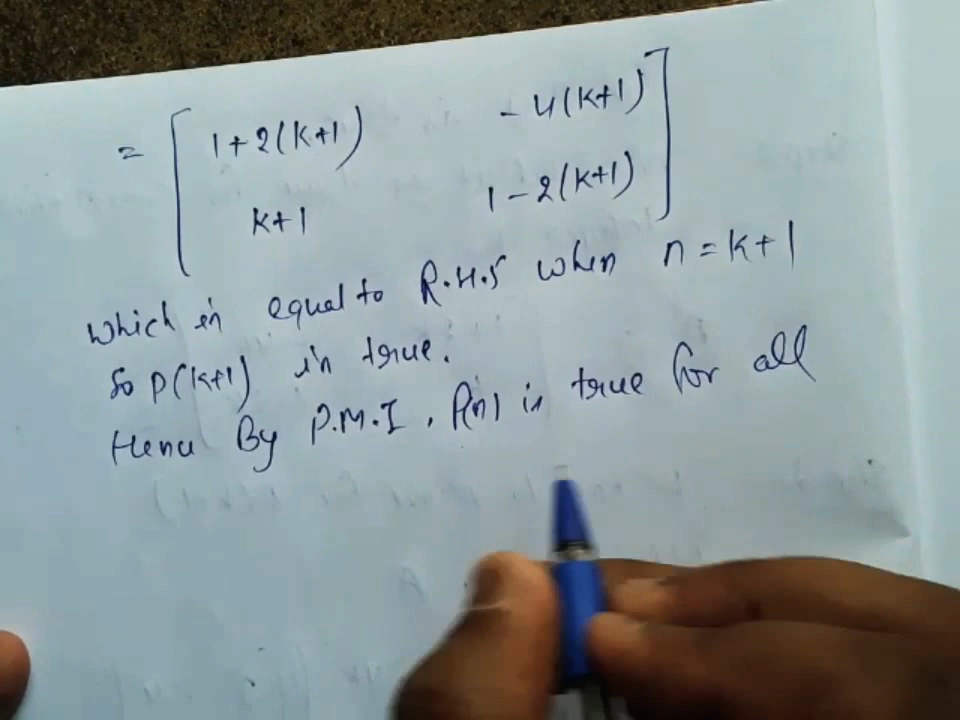 = [ 1+2(k+1) -4(k+1)
k+1 1-2(k+1) ]
Which is equal to R.H.S when n = k+1
So P(k+1) is true.
Hence By P.M.I, P(n) is true for all